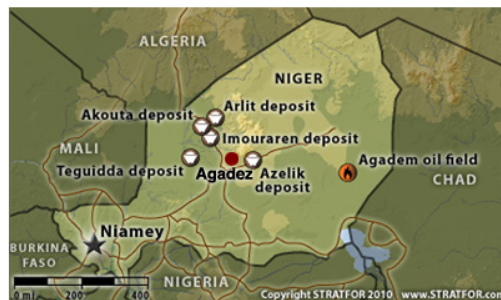 ALGERIA
NIGER
Arlit deposit
Akouta deposit
Imouraren deposit
MALI
Teguidda deposit
Agadez
Azelik
deposit
Agadem oil field
CHAD
Niamey
BURKINA
FASO
NIGERIA
0 mi 200 400
Copyright STRATFOR 2010 www.STRATFOR.com